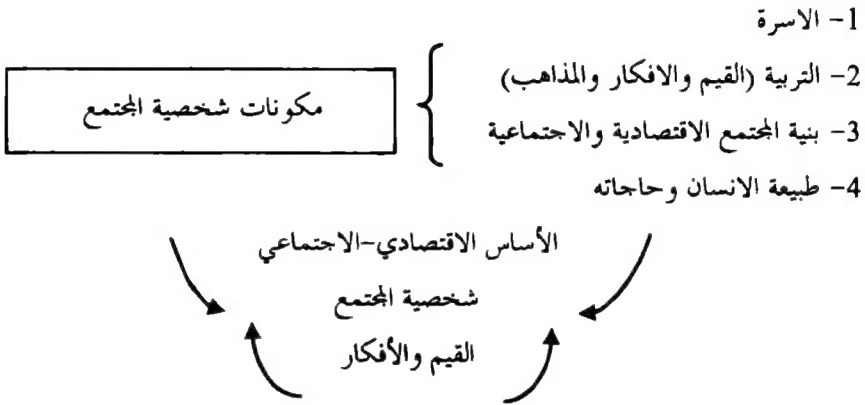 1- الاسرة
2- التربية (القيم والافكار والمذاهب)
مكونات شخصية المجتمع
3- بنية المجتمع الاقتصادية والاجتماعية
4- طبيعة الانسان وحاجاته
الأساس الاقتصادي-الاجتماعي
شخصية المجتمع
القيم والأفكار